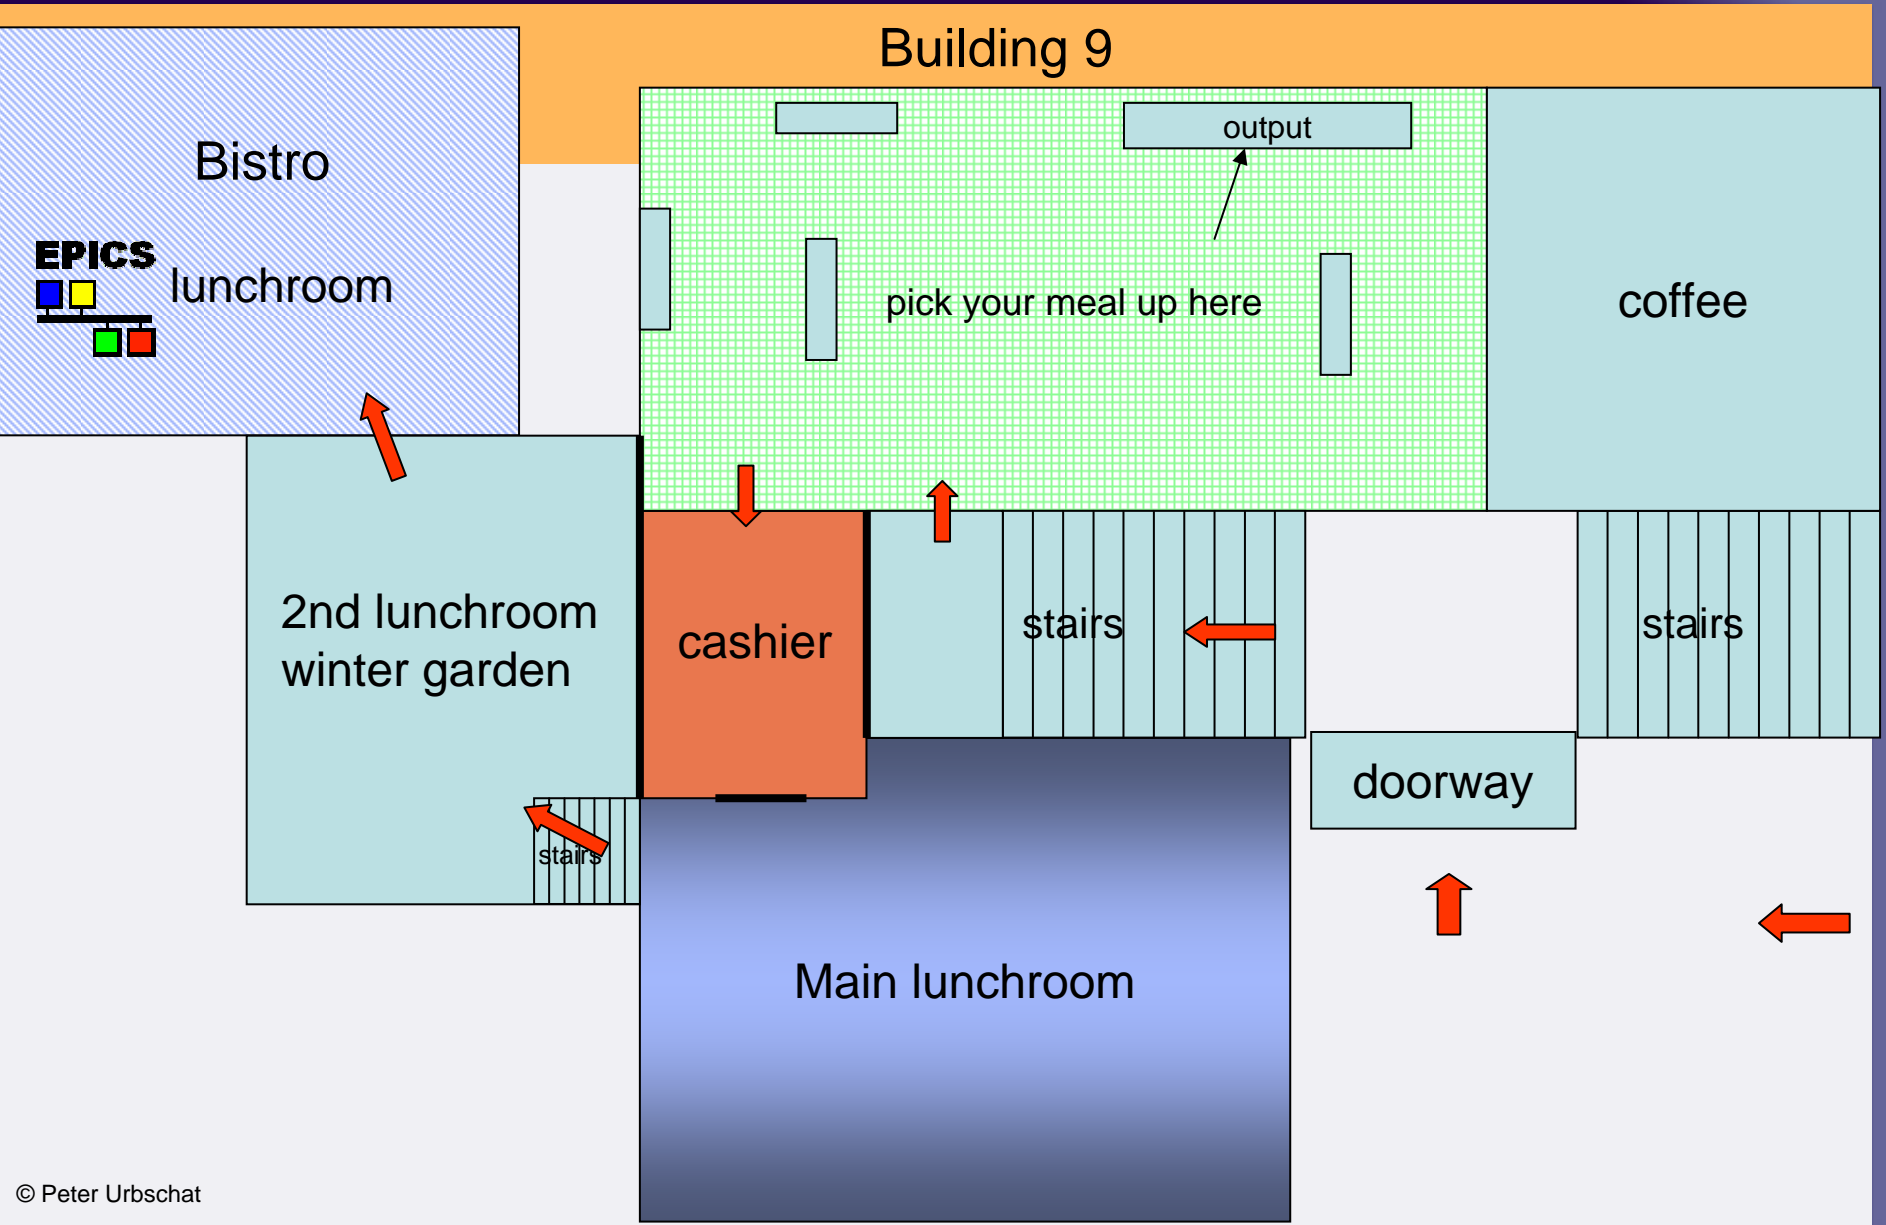 Building 9
Bistro
output
EPICS
lunchroom
pick your meal up here
coffee
2nd lunchroom
winter garden
cashier
stairs
stairs
doorway
stairs
Main lunchroom
© Peter Urbschat